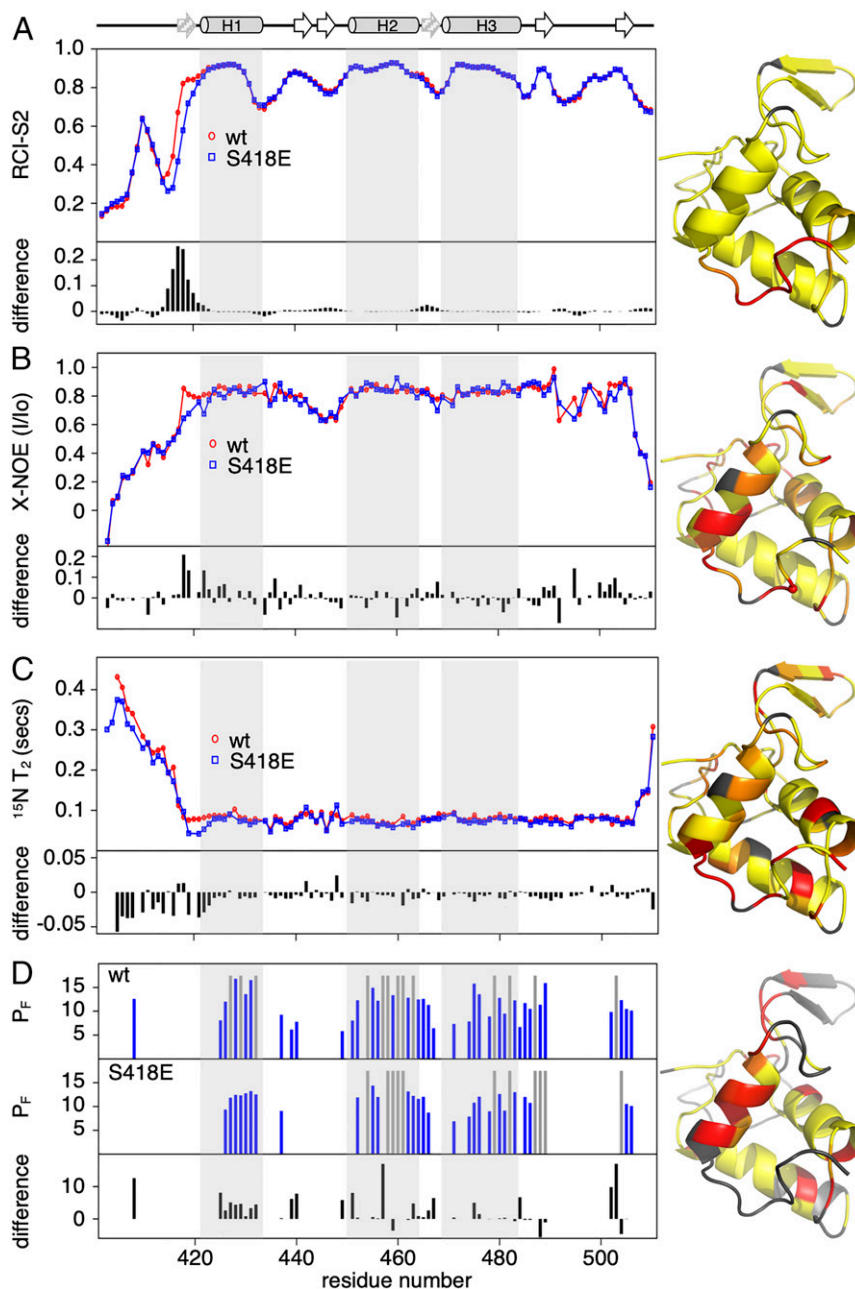 A
H1
H2
H3
1.0
0.8
0.6
0.4
0.2
RCI-S2
wt
S418E
0.2
0.1
0
difference
B
1.0
0.8
0.6
0.4
0.2
0
X-NOE (I/Io)
wt
S418E
0.2
0.1
0
difference
C
0.4
0.3
0.2
0.1
¹⁵N T₂ (secs)
wt
S418E
0.05
0
-0.05
difference
D
wt
15
10
5
P_F
S418E
15
10
5
P_F
10
0
difference
420
440
460
480
500
residue number